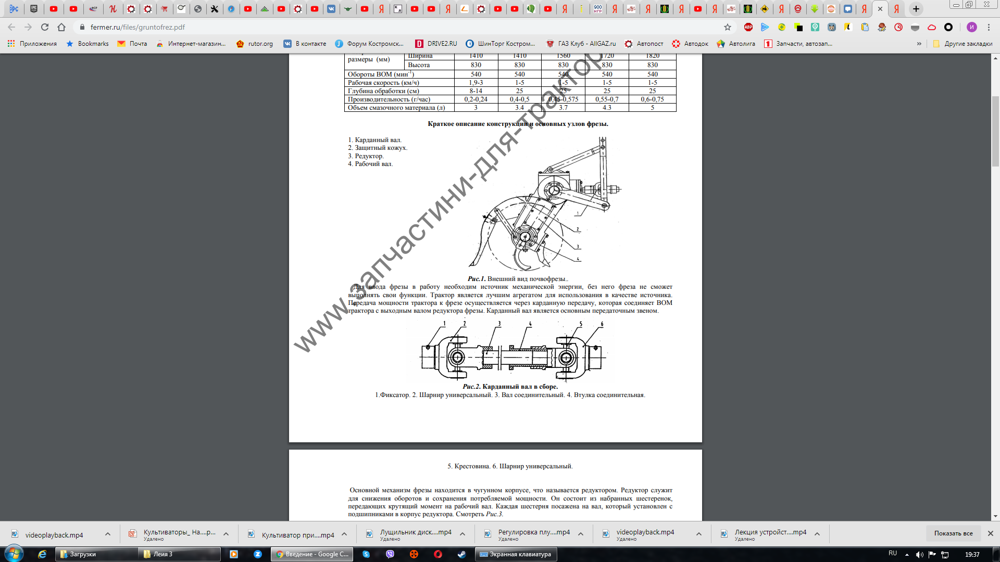 fermer.ru/files/gruntofrez.pdf
Приложения
Bookmarks
Почта
Интернет-магазин...
rutor.org
В контакте
Форум Костромск...
DRIVE2.RU
ШинТорг Костром...
ГАЗ Клуб - AllGAZ.ru
Автопост
Автодок
Автолига
Запчасти, автозап...
»
Другие закладки
размеры (мм)
Ширина 1410 1410 1560 1720 1820
Высота 830 830 830 830 830
Обороты ВОМ (мин-1) 540 540 540 540 540
Рабочая скорость (км/ч) 1,9-3 1-5 1-5 1-5 1-5
Глубина обработки (см) 8-14 25 25 25 25
Производительность (г/час) 0,2-0,24 0,4-0,5 0,45-0,575 0,55-0,7 0,6-0,75
Объем смазочного материала (л) 3 3.4 3.7 4.3 5
Краткое описание конструкции и основных узлов фрезы.
1. Карданный вал.
2. Защитный кожух.
3. Редуктор.
4. Рабочий вал.
1
2
3
4
www.запчастини-для-трактор
Рис.1. Внешний вид почвофрезы..
Для ввода фрезы в работу необходим источник механической энергии, без него фреза не сможет
выполнять свои функции. Трактор является лучшим агрегатом для использования в качестве источника.
Передача мощности трактора к фрезе осуществляется через карданную передачу, которая соединяет ВОМ
трактора с выходным валом редуктора фрезы. Карданный вал является основным передаточным звеном.
1 2 3 4 5 6
Рис.2. Карданный вал в сборе.
1.Фиксатор. 2. Шарнир универсальный. 3. Вал соединительный. 4. Втулка соединительная.
5. Крестовина. 6. Шарнир универсальный.
Основной механизм фрезы находится в чугунном корпусе, что называется редуктором. Редуктор служит
для снижения оборотов и сохранения потребляемой мощности. Он состоит из набранных шестеренок,
передающих крутящий момент на рабочий вал. Каждая шестерня посажена на вал, который установлен с
подшипниками в корпус редуктора. Смотреть Рис.3.
videoplayback.mp4
Культиваторы_ На....р...
Удалено
Культиватор при....mp4
Лущильник диск....mp4
Удалено
Регулировка плу....mp4
Удалено
videoplayback.mp4
Удалено
Лекция устройст....mp4
Удалено
Показать все
Загрузки
Леия 3
Введение - Google C...
Экранная клавиатура
RU
19:37